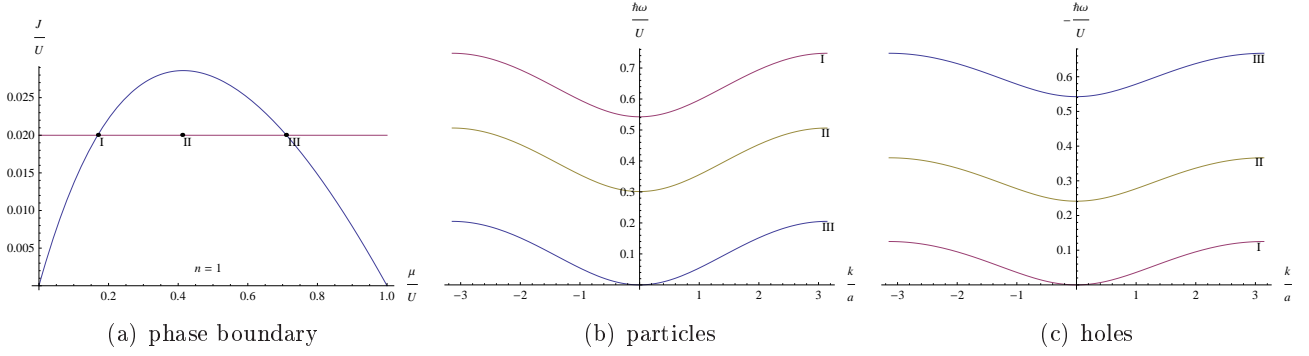 J
U
0.025
0.020
0.015
0.010
0.005
I
II
III
n = 1
0.2
0.4
0.6
0.8
1.0
μ
U
(a) phase boundary
ℏω
U
0.7
0.6
0.5
0.4
0.3
0.2
0.1
I
II
III
−3
−2
−1
1
2
3
k
a
(b) particles
− ℏω
U
0.6
0.5
0.4
0.3
0.2
0.1
III
II
I
−3
−2
−1
1
2
3
k
a
(c) holes